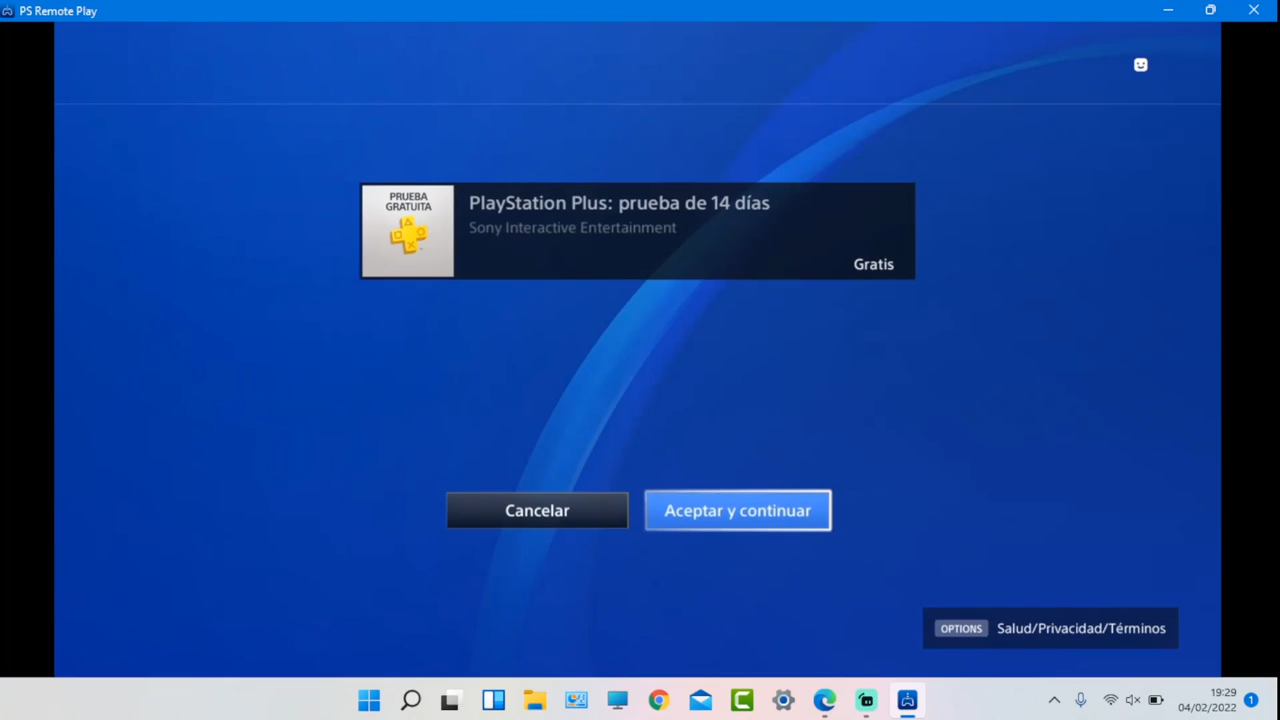 PS Remote Play
PRUEBA
GRATUITA
PlayStation Plus: prueba de 14 días
Sony Interactive Entertainment
Gratis
Cancelar
Aceptar y continuar
OPTIONS Salud/Privacidad/Términos
19:29
04/02/2022
1